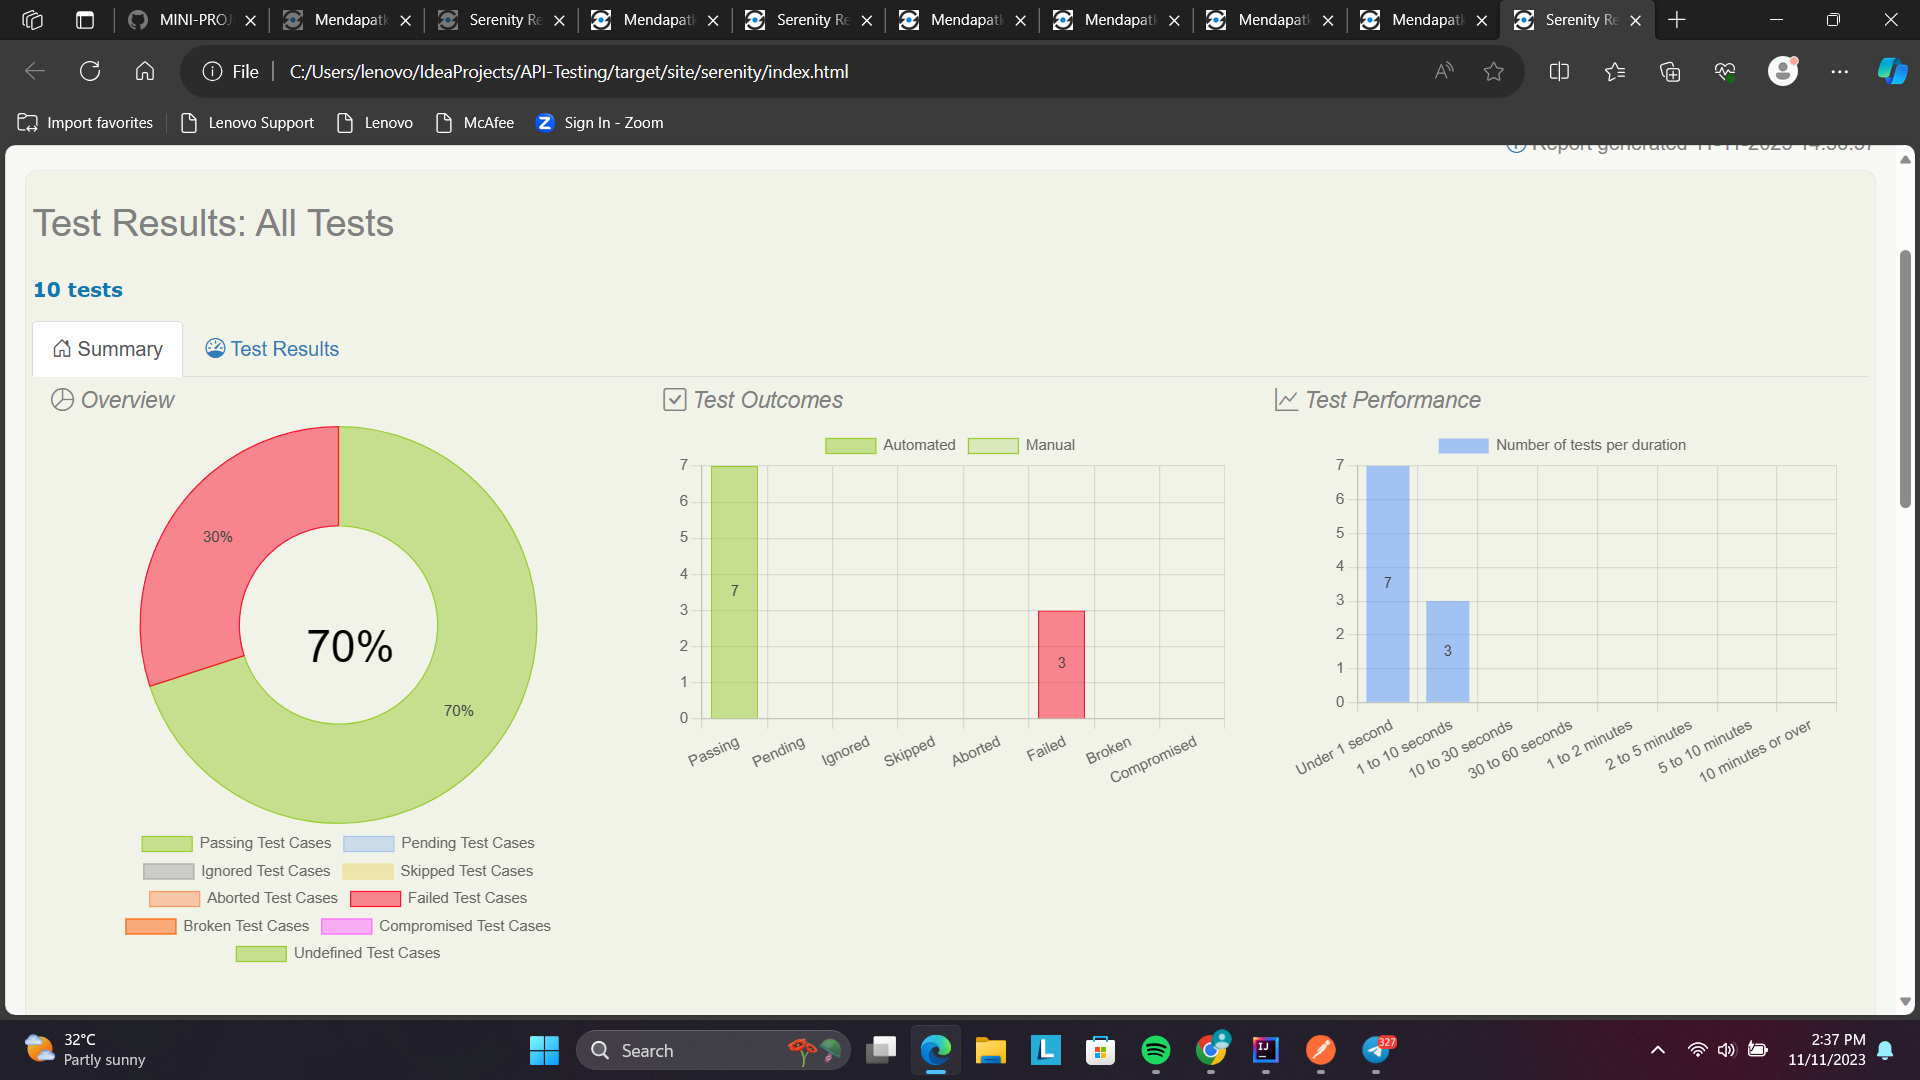 MINI-PROJ
Mendapatk
Serenity Re
Mendapatk
Serenity Re
Mendapatk
Mendapatk
Mendapatk
Mendapatk
Serenity Re
File
C:/Users/lenovo/IdeaProjects/API-Testing/target/site/serenity/index.html
Import favorites
Lenovo Support
Lenovo
McAfee
Sign In - Zoom
Report generated 11-11-2023
Test Results: All Tests
10 tests
Summary
Test Results
Overview
30%
70%
70%
Passing Test Cases
Pending Test Cases
Ignored Test Cases
Skipped Test Cases
Aborted Test Cases
Failed Test Cases
Broken Test Cases
Compromised Test Cases
Undefined Test Cases
Test Outcomes
Automated
Manual
7
6
5
4
3
2
1
0
7
3
Passing
Pending
Ignored
Skipped
Aborted
Failed
Broken
Compromised
Test Performance
Number of tests per duration
7
6
5
4
3
2
1
0
7
3
Under 1 second
1 to 10 seconds
10 to 30 seconds
30 to 60 seconds
1 to 2 minutes
2 to 5 minutes
5 to 10 minutes
10 minutes or over
32°C
Partly sunny
Search
327
2:37 PM
11/11/2023